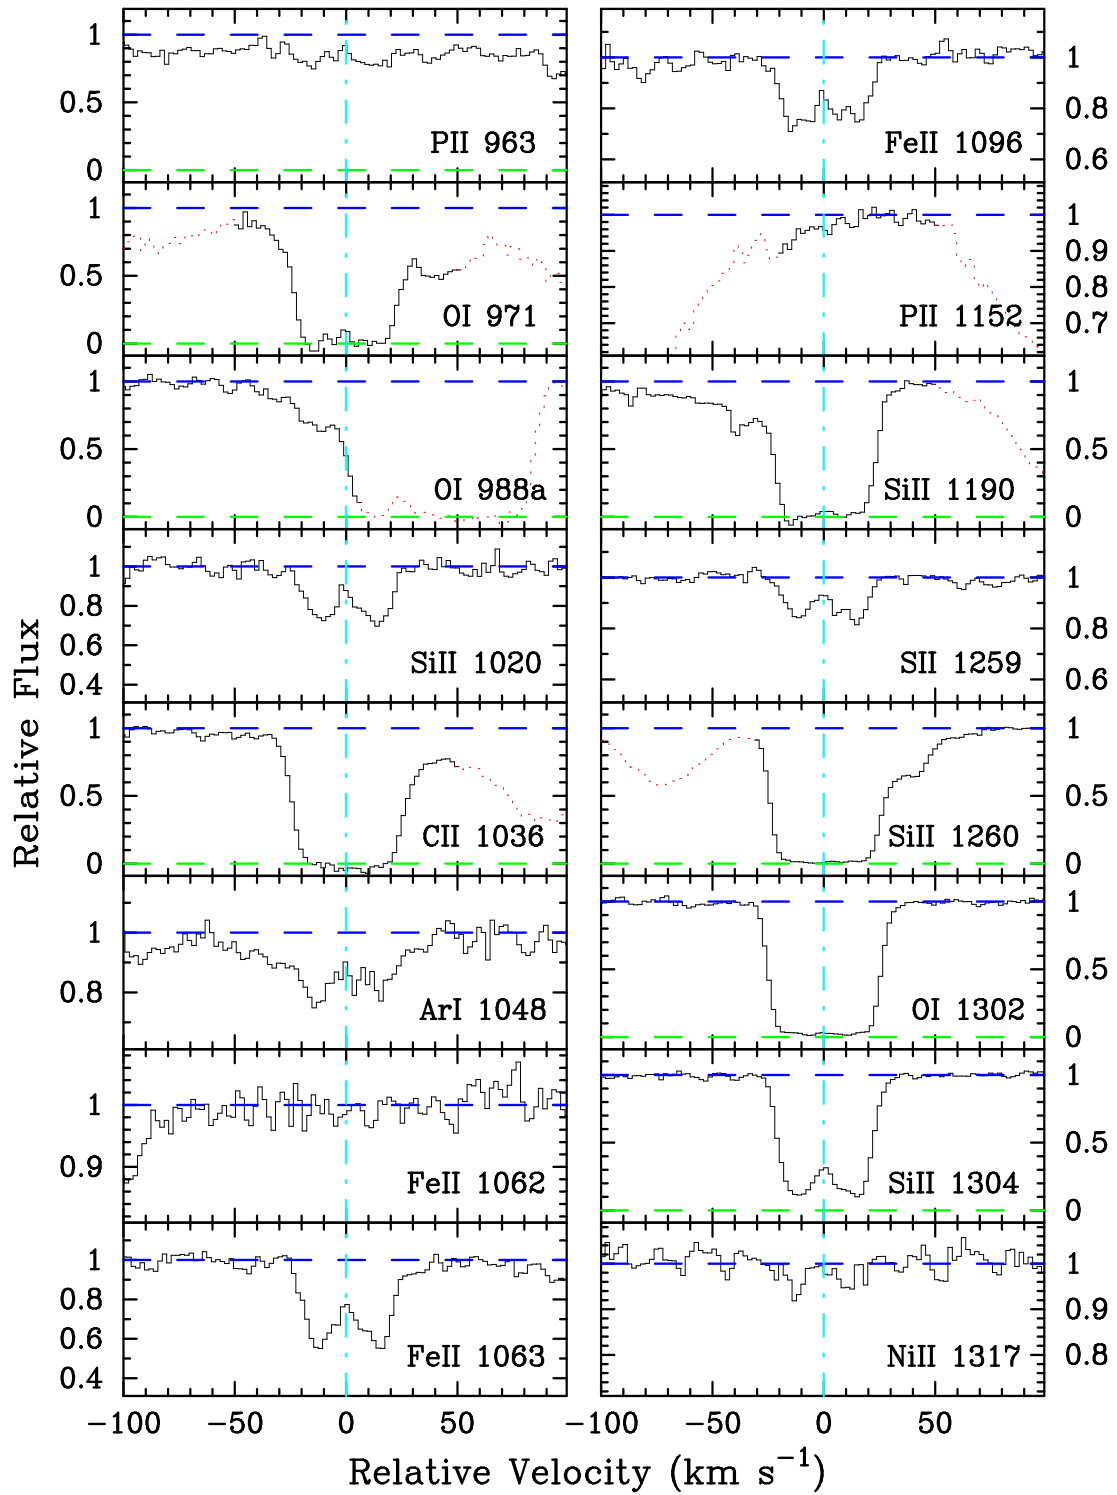 1
0.5
0
PII 963
1
0.8
0.6
FeII 1096
1
0.5
0
OI 971
1
0.9
0.8
0.7
PII 1152
1
0.5
0
OI 988a
1
0.5
0
SiII 1190
1
0.8
0.6
0.4
SiII 1020
1
0.8
0.6
SII 1259
1
0.5
0
CII 1036
1
0.5
0
SiII 1260
1
0.8
ArI 1048
1
0.5
0
OI 1302
1
0.9
FeII 1062
1
0.5
0
SiII 1304
1
0.8
0.6
0.4
FeII 1063
1
0.9
0.8
NiII 1317
−100 −50 0 50 −100 −50 0 50
Relative Flux
Relative Velocity (km s⁻¹)